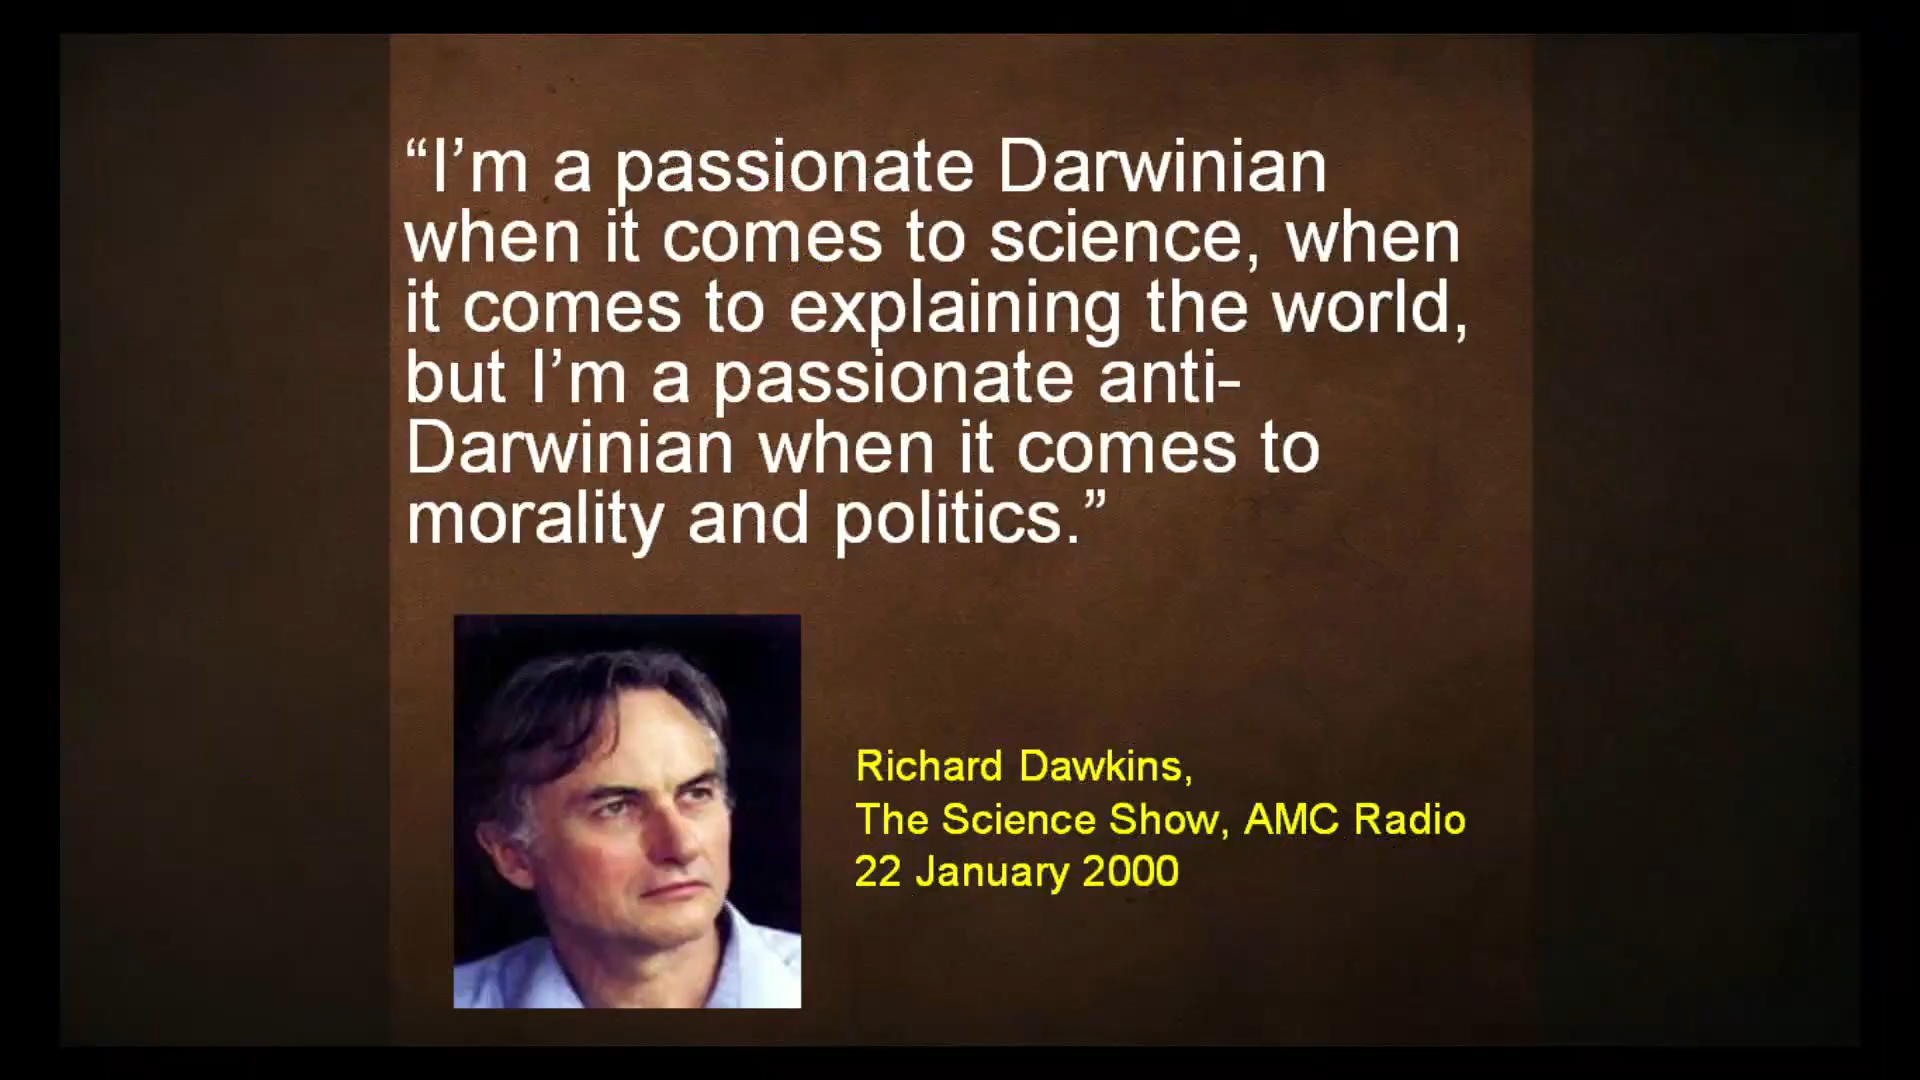 “I’m a passionate Darwinian
when it comes to science, when
it comes to explaining the world,
but I’m a passionate anti-
Darwinian when it comes to
morality and politics.”
Richard Dawkins,
The Science Show, AMC Radio
22 January 2000